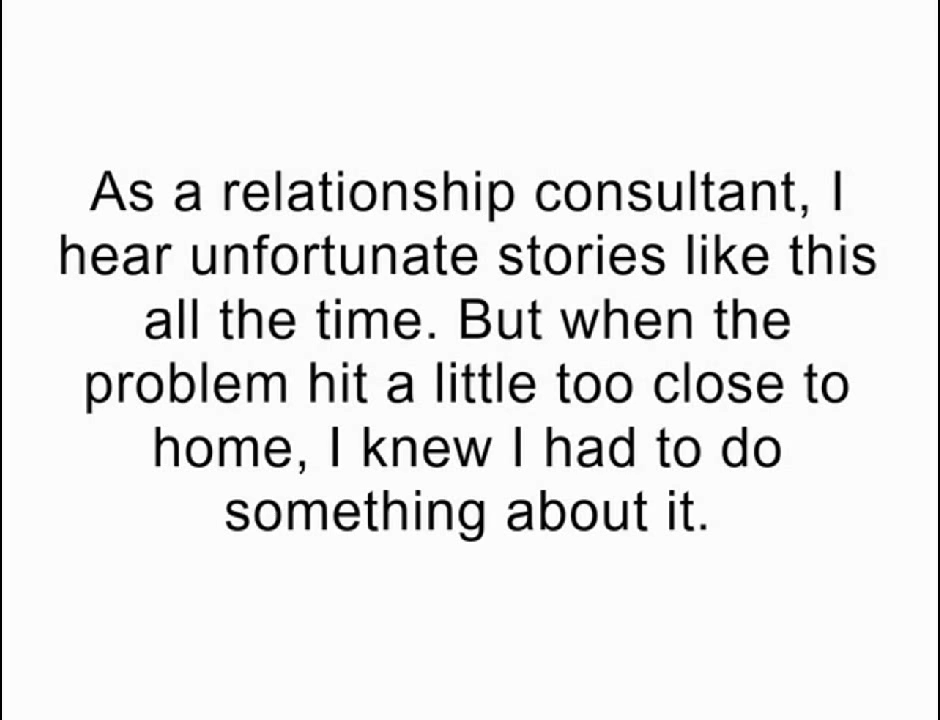 As a relationship consultant, I
hear unfortunate stories like this
all the time. But when the
problem hit a little too close to
home, I knew I had to do
something about it.